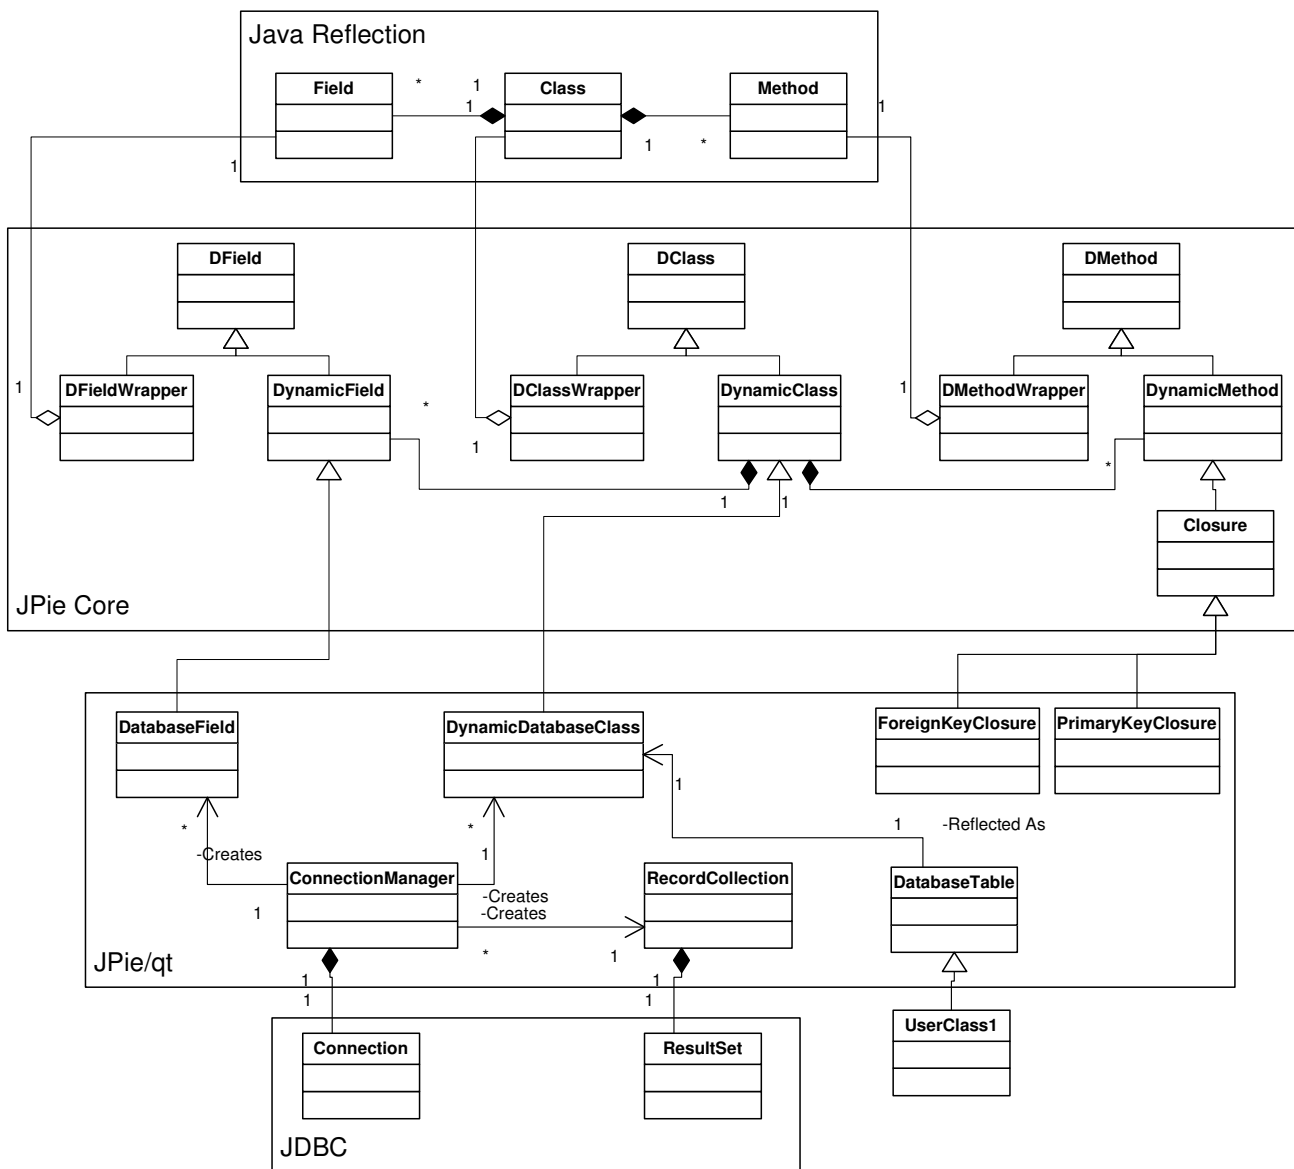 Java Reflection
Field
*
1
Class
Method
1
1
1
*
1
DField
DClass
DMethod
1
DFieldWrapper
DynamicField
*
DClassWrapper
DynamicClass
1
DMethodWrapper
DynamicMethod
1
*
1
1
Closure
JPie Core
DatabaseField
DynamicDatabaseClass
ForeignKeyClosure
PrimaryKeyClosure
1
*
*
1
-Reflected As
-Creates
1
ConnectionManager
RecordCollection
DatabaseTable
-Creates
1
-Creates
*
1
JPie/qt
1
1
1
1
UserClass1
Connection
ResultSet
JDBC